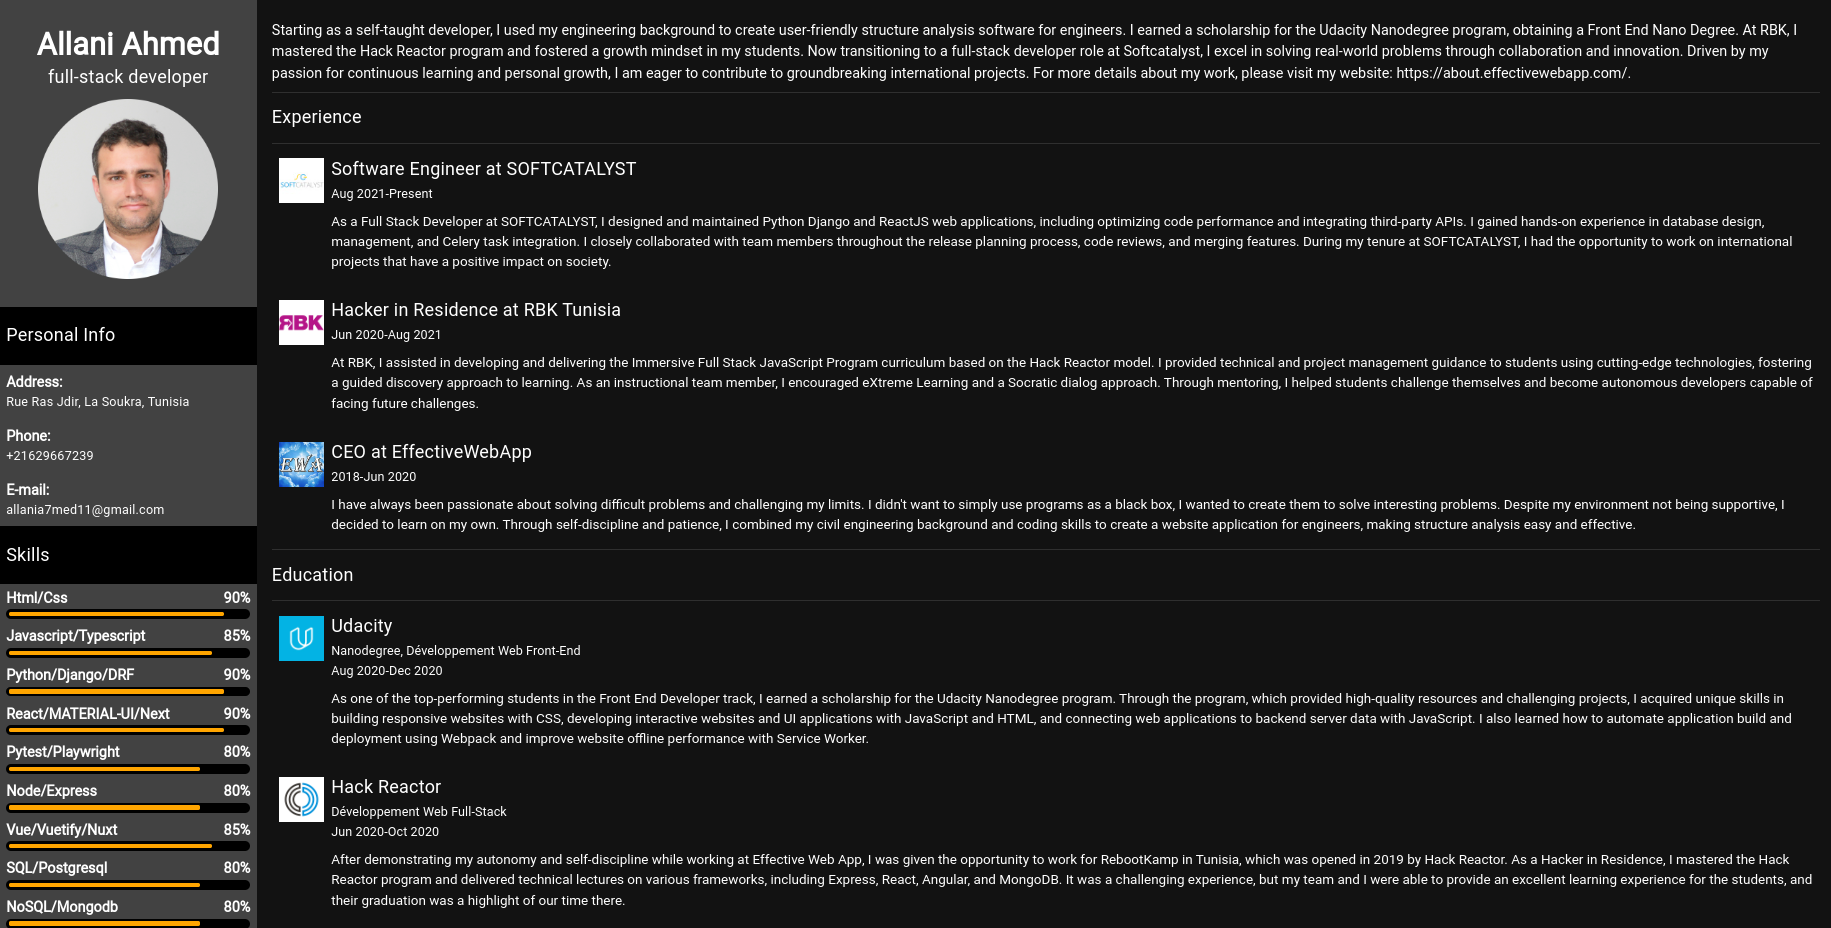 Allani Ahmed
full-stack developer
Personal Info
Address:
Rue Ras Jdir, La Soukra, Tunisia
Phone:
+21629667239
E-mail:
allania7med11@gmail.com
Skills
Html/Css 90%
Javascript/Typescript 85%
Python/Django/DRF 90%
React/MATERIAL-UI/Next 90%
Pytest/Playwright 80%
Node/Express 80%
Vue/Vuetify/Nuxt 85%
SQL/Postgresql 80%
NoSQL/Mongodb 80%
Starting as a self-taught developer, I used my engineering background to create user-friendly structure analysis software for engineers. I earned a scholarship for the Udacity Nanodegree program, obtaining a Front End Nano Degree. At RBK, I
mastered the Hack Reactor program and fostered a growth mindset in my students. Now transitioning to a full-stack developer role at Softcatalyst, I excel in solving real-world problems through collaboration and innovation. Driven by my
passion for continuous learning and personal growth, I am eager to contribute to groundbreaking international projects. For more details about my work, please visit my website: https://about.effectivewebapp.com/.
Experience
SOFTCATALYST
Software Engineer at SOFTCATALYST
Aug 2021-Present
As a Full Stack Developer at SOFTCATALYST, I designed and maintained Python Django and ReactJS web applications, including optimizing code performance and integrating third-party APIs. I gained hands-on experience in database design,
management, and Celery task integration. I closely collaborated with team members throughout the release planning process, code reviews, and merging features. During my tenure at SOFTCATALYST, I had the opportunity to work on international
projects that have a positive impact on society.
RBK
Hacker in Residence at RBK Tunisia
Jun 2020-Aug 2021
At RBK, I assisted in developing and delivering the Immersive Full Stack JavaScript Program curriculum based on the Hack Reactor model. I provided technical and project management guidance to students using cutting-edge technologies, fostering
a guided discovery approach to learning. As an instructional team member, I encouraged eXtreme Learning and a Socratic dialog approach. Through mentoring, I helped students challenge themselves and become autonomous developers capable of
facing future challenges.
EWA
CEO at EffectiveWebApp
2018-Jun 2020
I have always been passionate about solving difficult problems and challenging my limits. I didn't want to simply use programs as a black box, I wanted to create them to solve interesting problems. Despite my environment not being supportive, I
decided to learn on my own. Through self-discipline and patience, I combined my civil engineering background and coding skills to create a website application for engineers, making structure analysis easy and effective.
Education
Udacity
Nanodegree, Développement Web Front-End
Aug 2020-Dec 2020
As one of the top-performing students in the Front End Developer track, I earned a scholarship for the Udacity Nanodegree program. Through the program, which provided high-quality resources and challenging projects, I acquired unique skills in
building responsive websites with CSS, developing interactive websites and UI applications with JavaScript and HTML, and connecting web applications to backend server data with JavaScript. I also learned how to automate application build and
deployment using Webpack and improve website offline performance with Service Worker.
Hack Reactor
Développement Web Full-Stack
Jun 2020-Oct 2020
After demonstrating my autonomy and self-discipline while working at Effective Web App, I was given the opportunity to work for RebootKamp in Tunisia, which was opened in 2019 by Hack Reactor. As a Hacker in Residence, I mastered the Hack
Reactor program and delivered technical lectures on various frameworks, including Express, React, Angular, and MongoDB. It was a challenging experience, but my team and I were able to provide an excellent learning experience for the students, and
their graduation was a highlight of our time there.